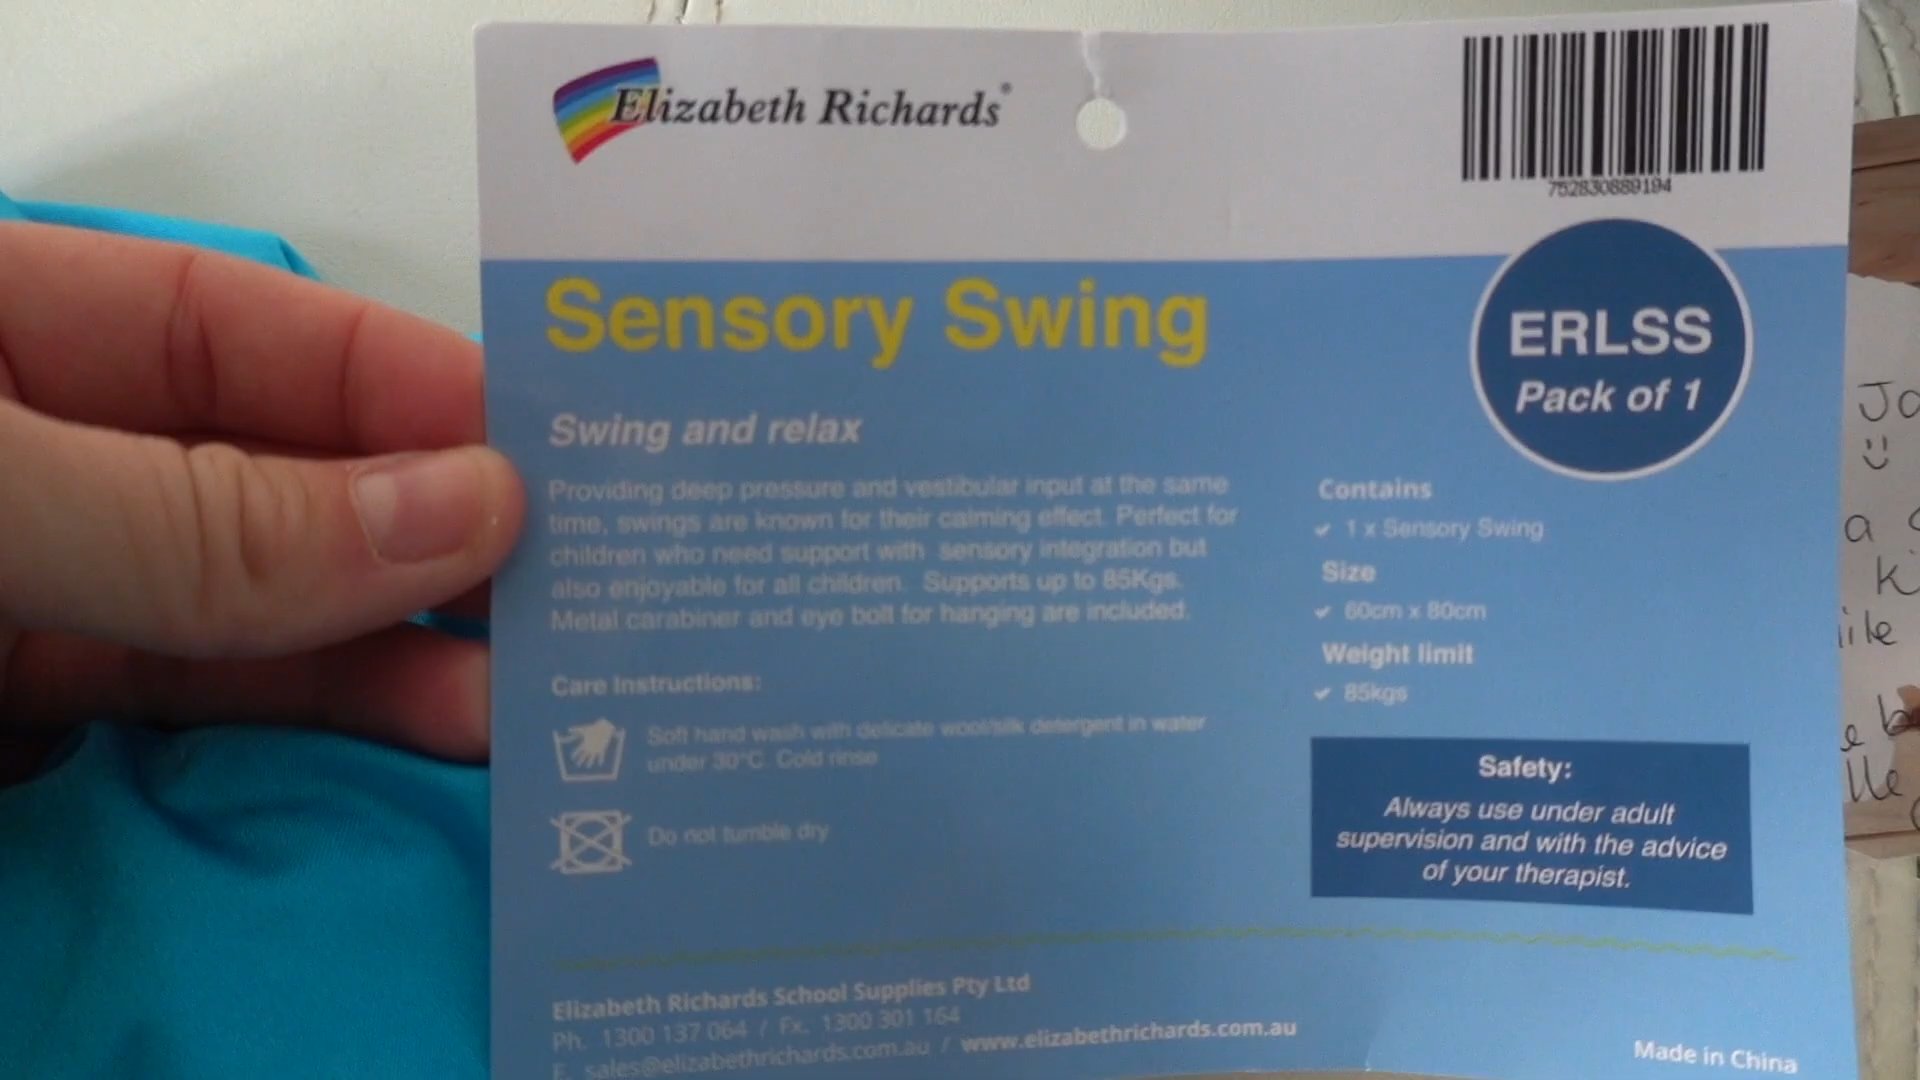 Elizabeth Richards®
752830889194
Sensory Swing
ERLSS
Pack of 1
Swing and relax
Providing deep pressure and vestibular input at the same
time, swings are known for their calming effect. Perfect for
children who need support with sensory integration but
also enjoyable for all children. Supports up to 85Kgs.
Metal carabiner and eye bolt for hanging are included.
Care Instructions:
Soft hand wash with delicate wool/silk detergent in water
under 30°C. Cold rinse
Do not tumble dry
Contains
1 x Sensory Swing
Size
60cm x 80cm
Weight limit
85kgs
Safety:
Always use under adult
supervision and with the advice
of your therapist.
Elizabeth Richards School Supplies Pty Ltd
Ph. 1300 137 064 / Fx. 1300 301 164
E. sales@elizabethrichards.com.au / www.elizabethrichards.com.au
Made in China